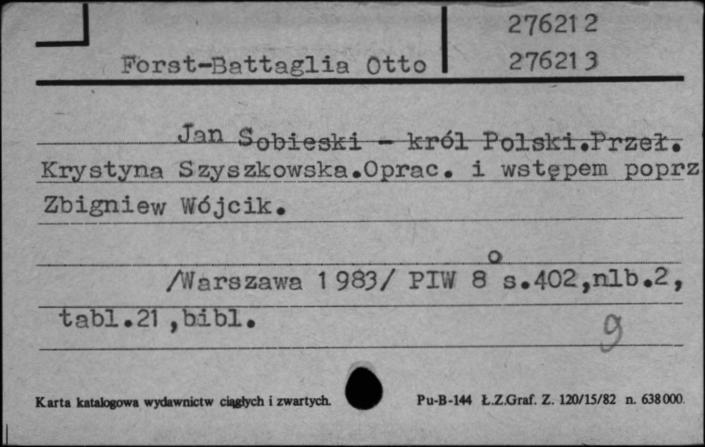 276212
Forst-Battaglia Otto 276213
Jan Sobieski - król Polski.Przeł.
Krystyna Szyszkowska.Oprac. i wstępem poprz
Zbigniew Wójcik.
/Warszawa 1983/ PIW 8° s.402,nlb.2,
tabl.21,bibl.
9
Karta katalogowa wydawnictw ciągłych i zwartych. Pu-B-144 Ł.Z.Graf. Z. 120/15/82 n. 638000.